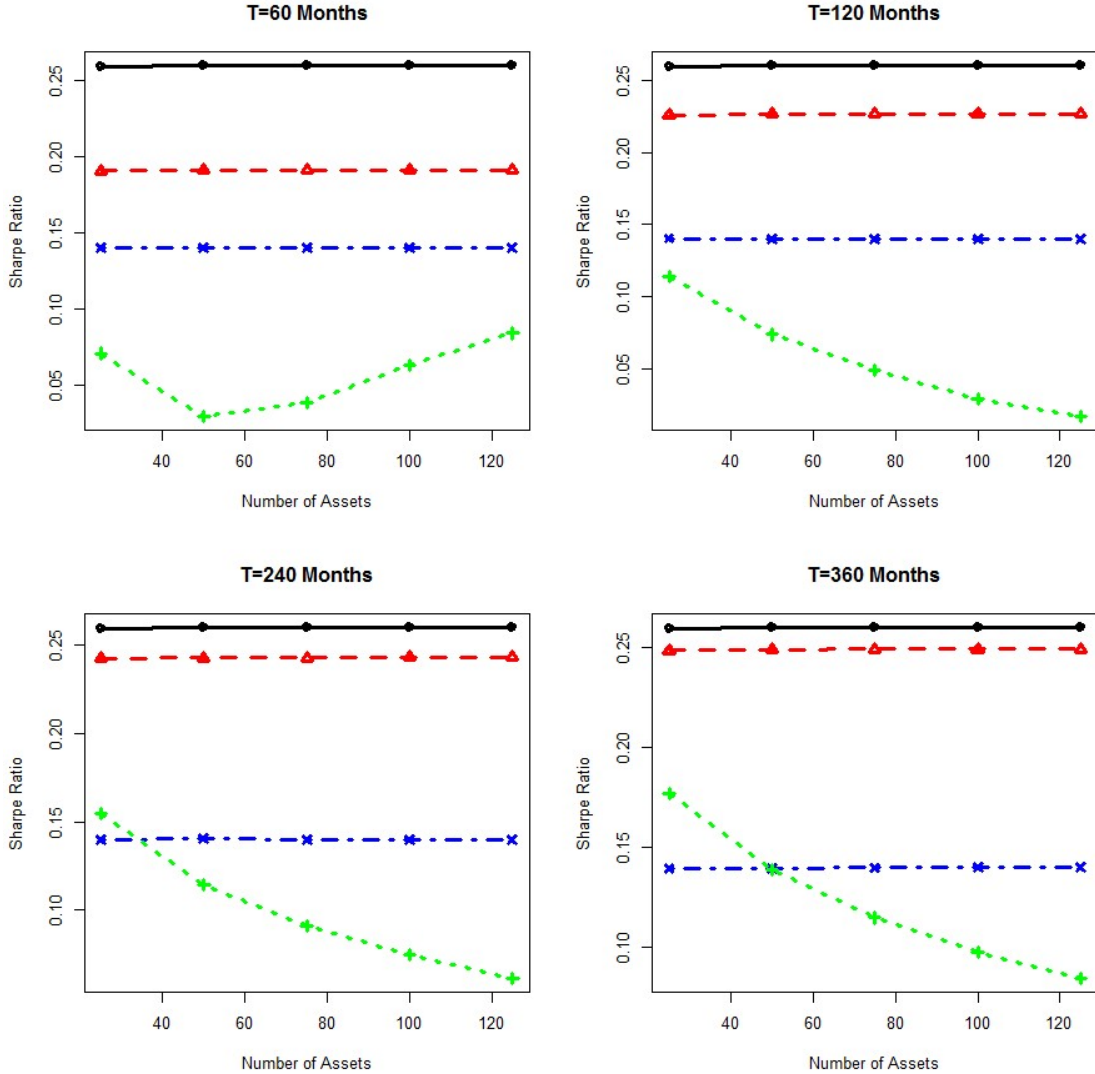 T=60 Months
Sharpe Ratio
0.25
0.20
0.15
0.10
0.05
40 60 80 100 120
Number of Assets
T=120 Months
Sharpe Ratio
0.25
0.20
0.15
0.10
0.05
40 60 80 100 120
Number of Assets
T=240 Months
Sharpe Ratio
0.25
0.20
0.15
0.10
40 60 80 100 120
Number of Assets
T=360 Months
Sharpe Ratio
0.25
0.20
0.15
0.10
40 60 80 100 120
Number of Assets